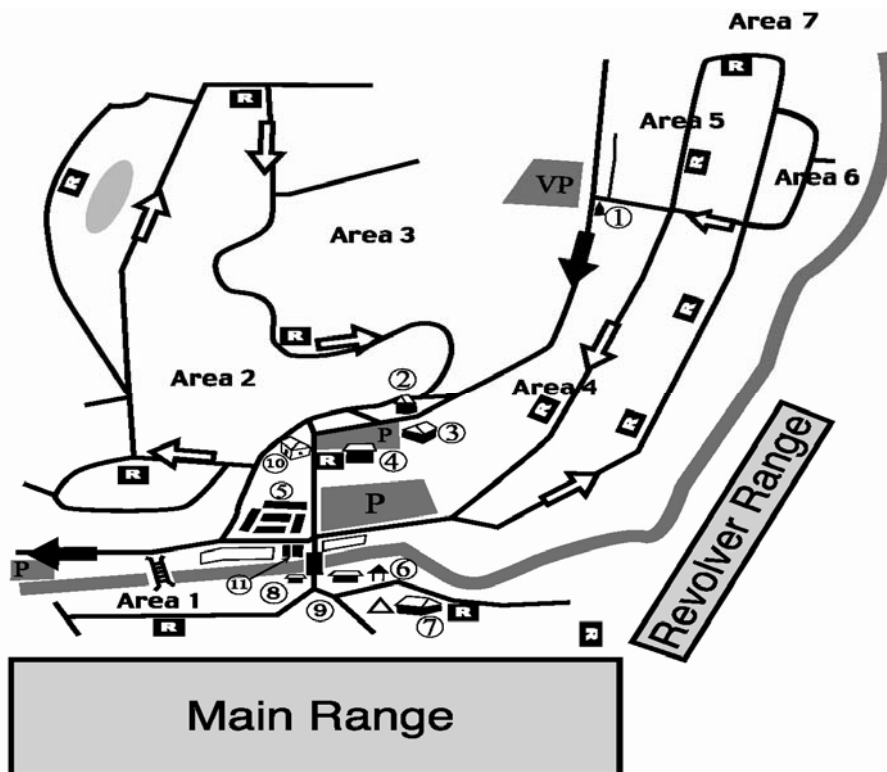 Area 7
R
R
Area 5
R
R
VP
Area 6
①
Area 3
R
R
Area 2
②
Area 4
R
P
③
R
⑩
R
④
R
⑤
P
Revolver Range
P
⑪
⑥
Area 1
⑧
⑨
R
⑦
R
R
Main Range